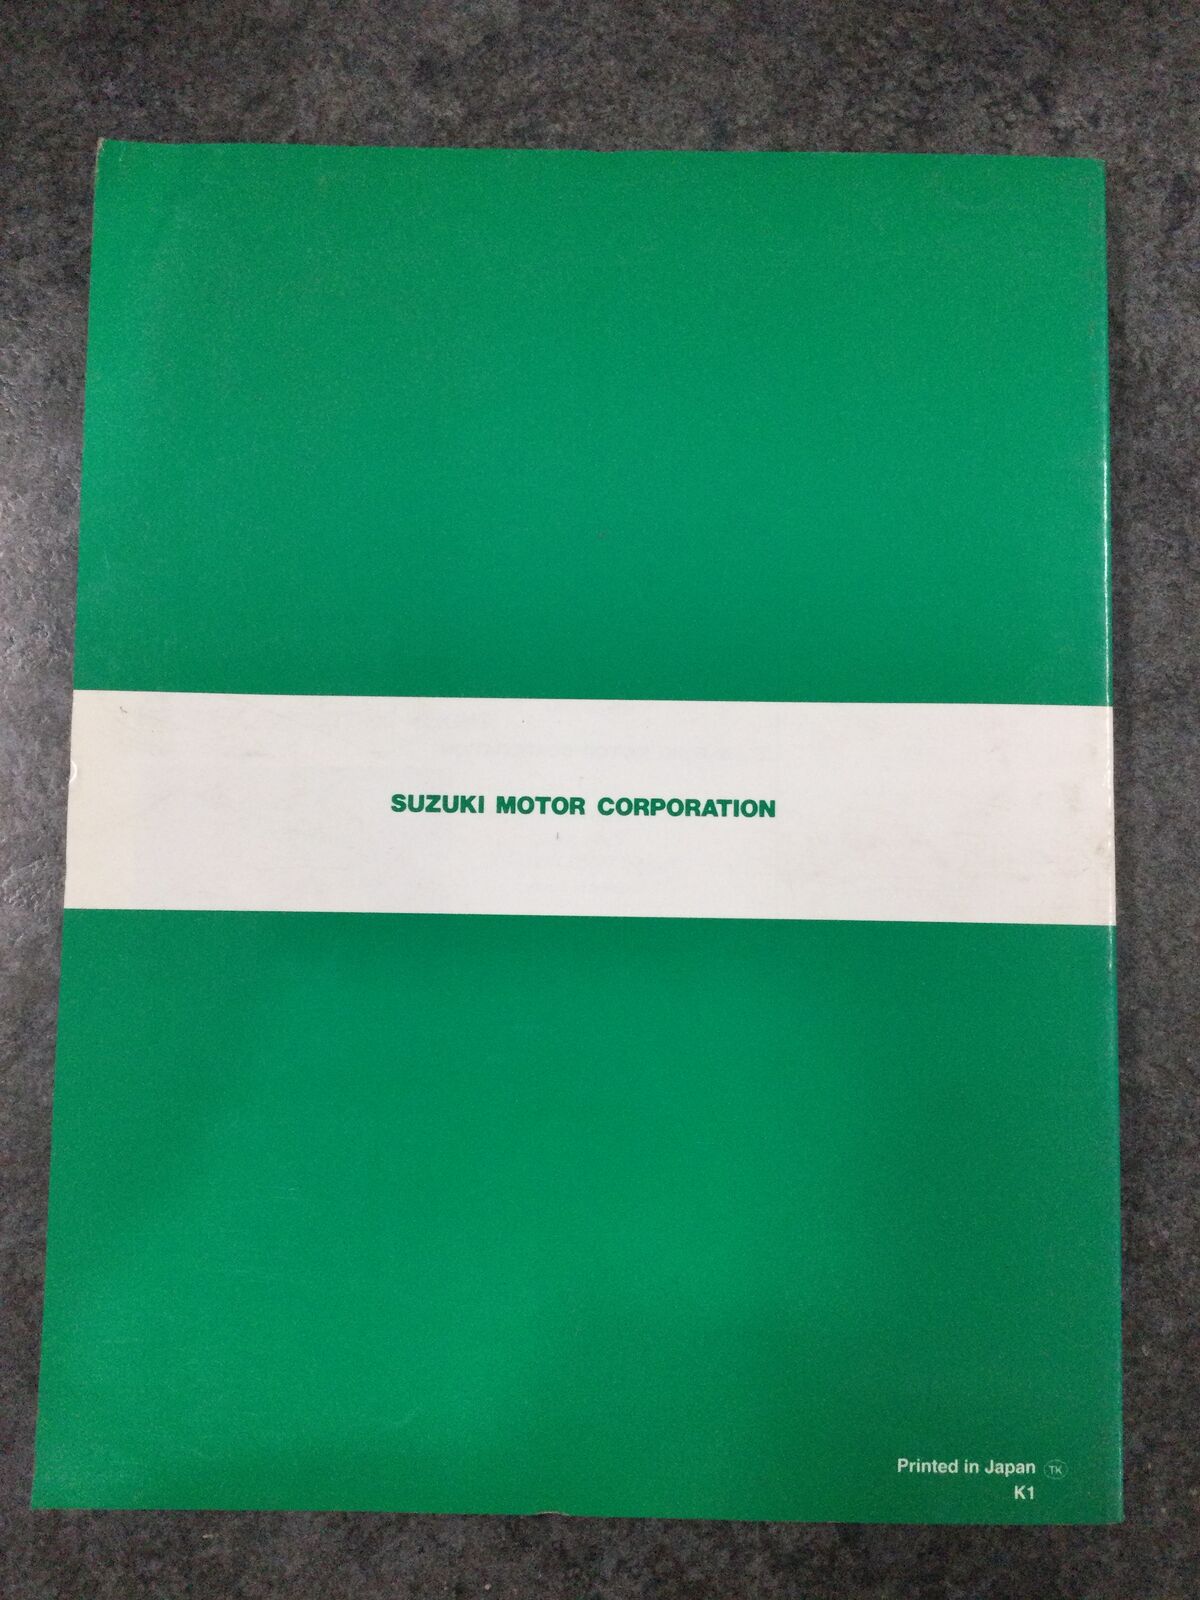 SUZUKI MOTOR CORPORATION
Printed in Japan TK
K1